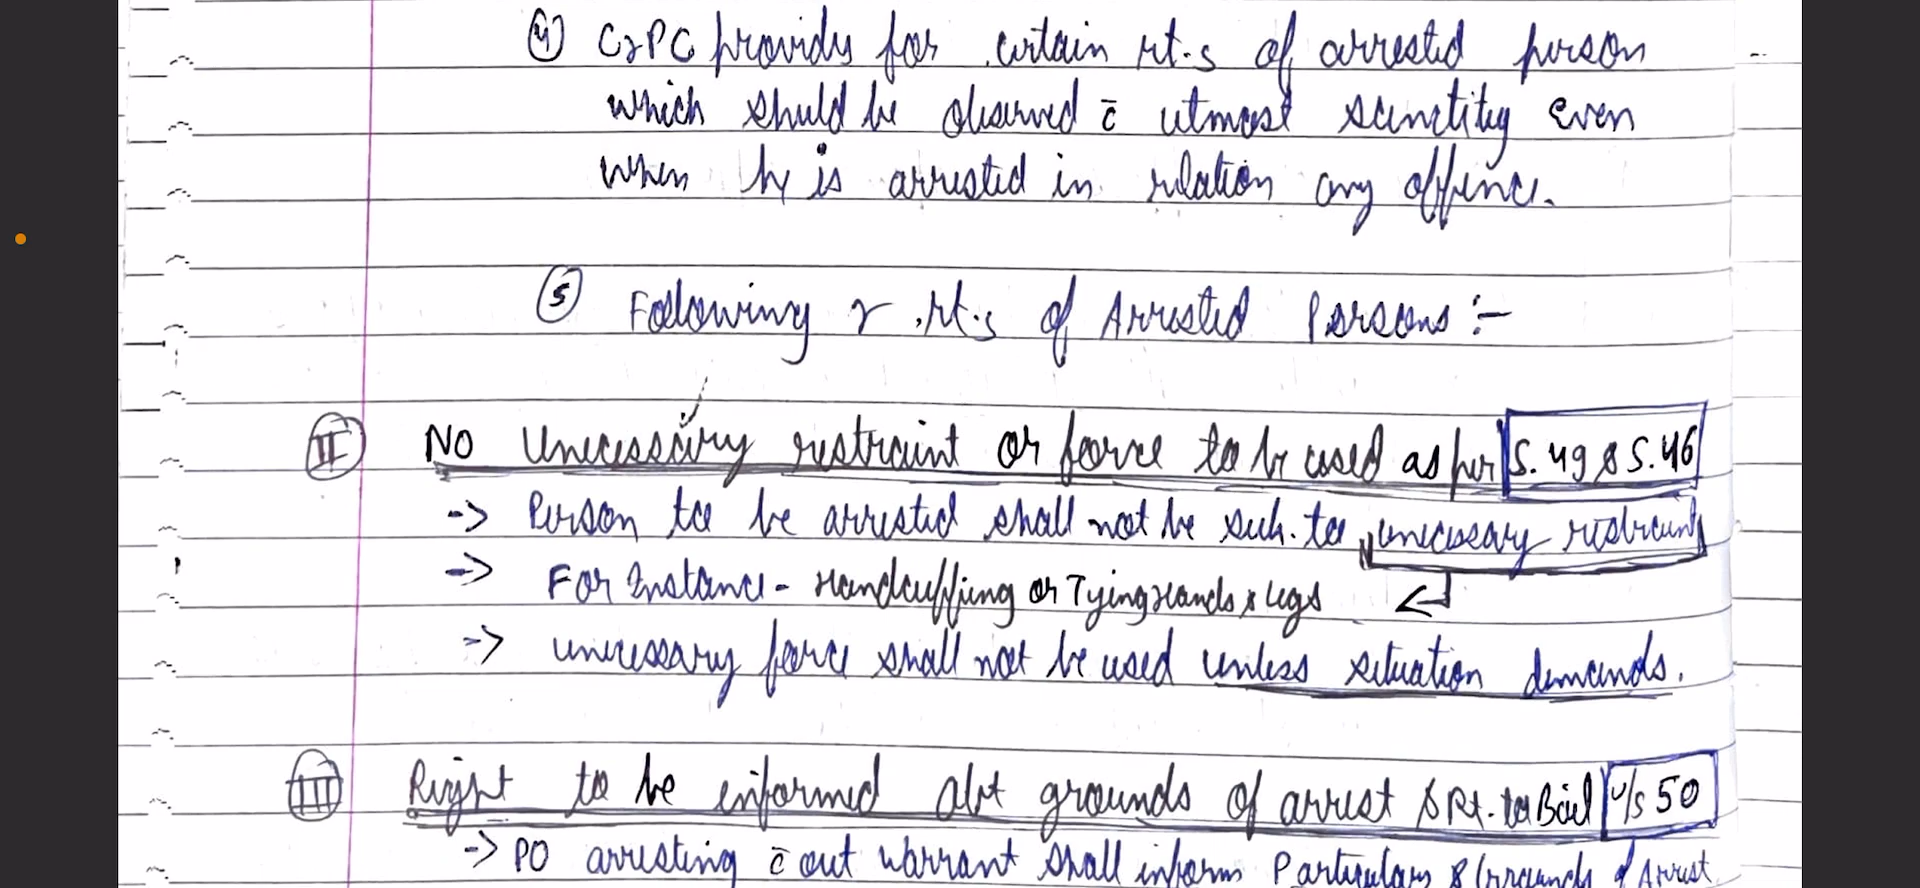 ④ CrPC provides for certain rt.s of arrested person
which should be observed c̄ utmost sanctity even
when he is arrested in relation any offence.
⑤ Following r rt.s of Arrested Persons :-
II No Unecessary restraint or force to be used as per S. 49 & S. 46
-> Person to be arrested shall not be sub. to unecessary restraint
-> For Instance - Handcuffing or Tying Hands & Legs
-> unecessary force shall not be used unless situation demands.
III Right to be informed abt grounds of arrest & Rt. to Bail u/s 50
-> PO arresting c̄ out warrant shall inform Particulars & Grounds of Arrest